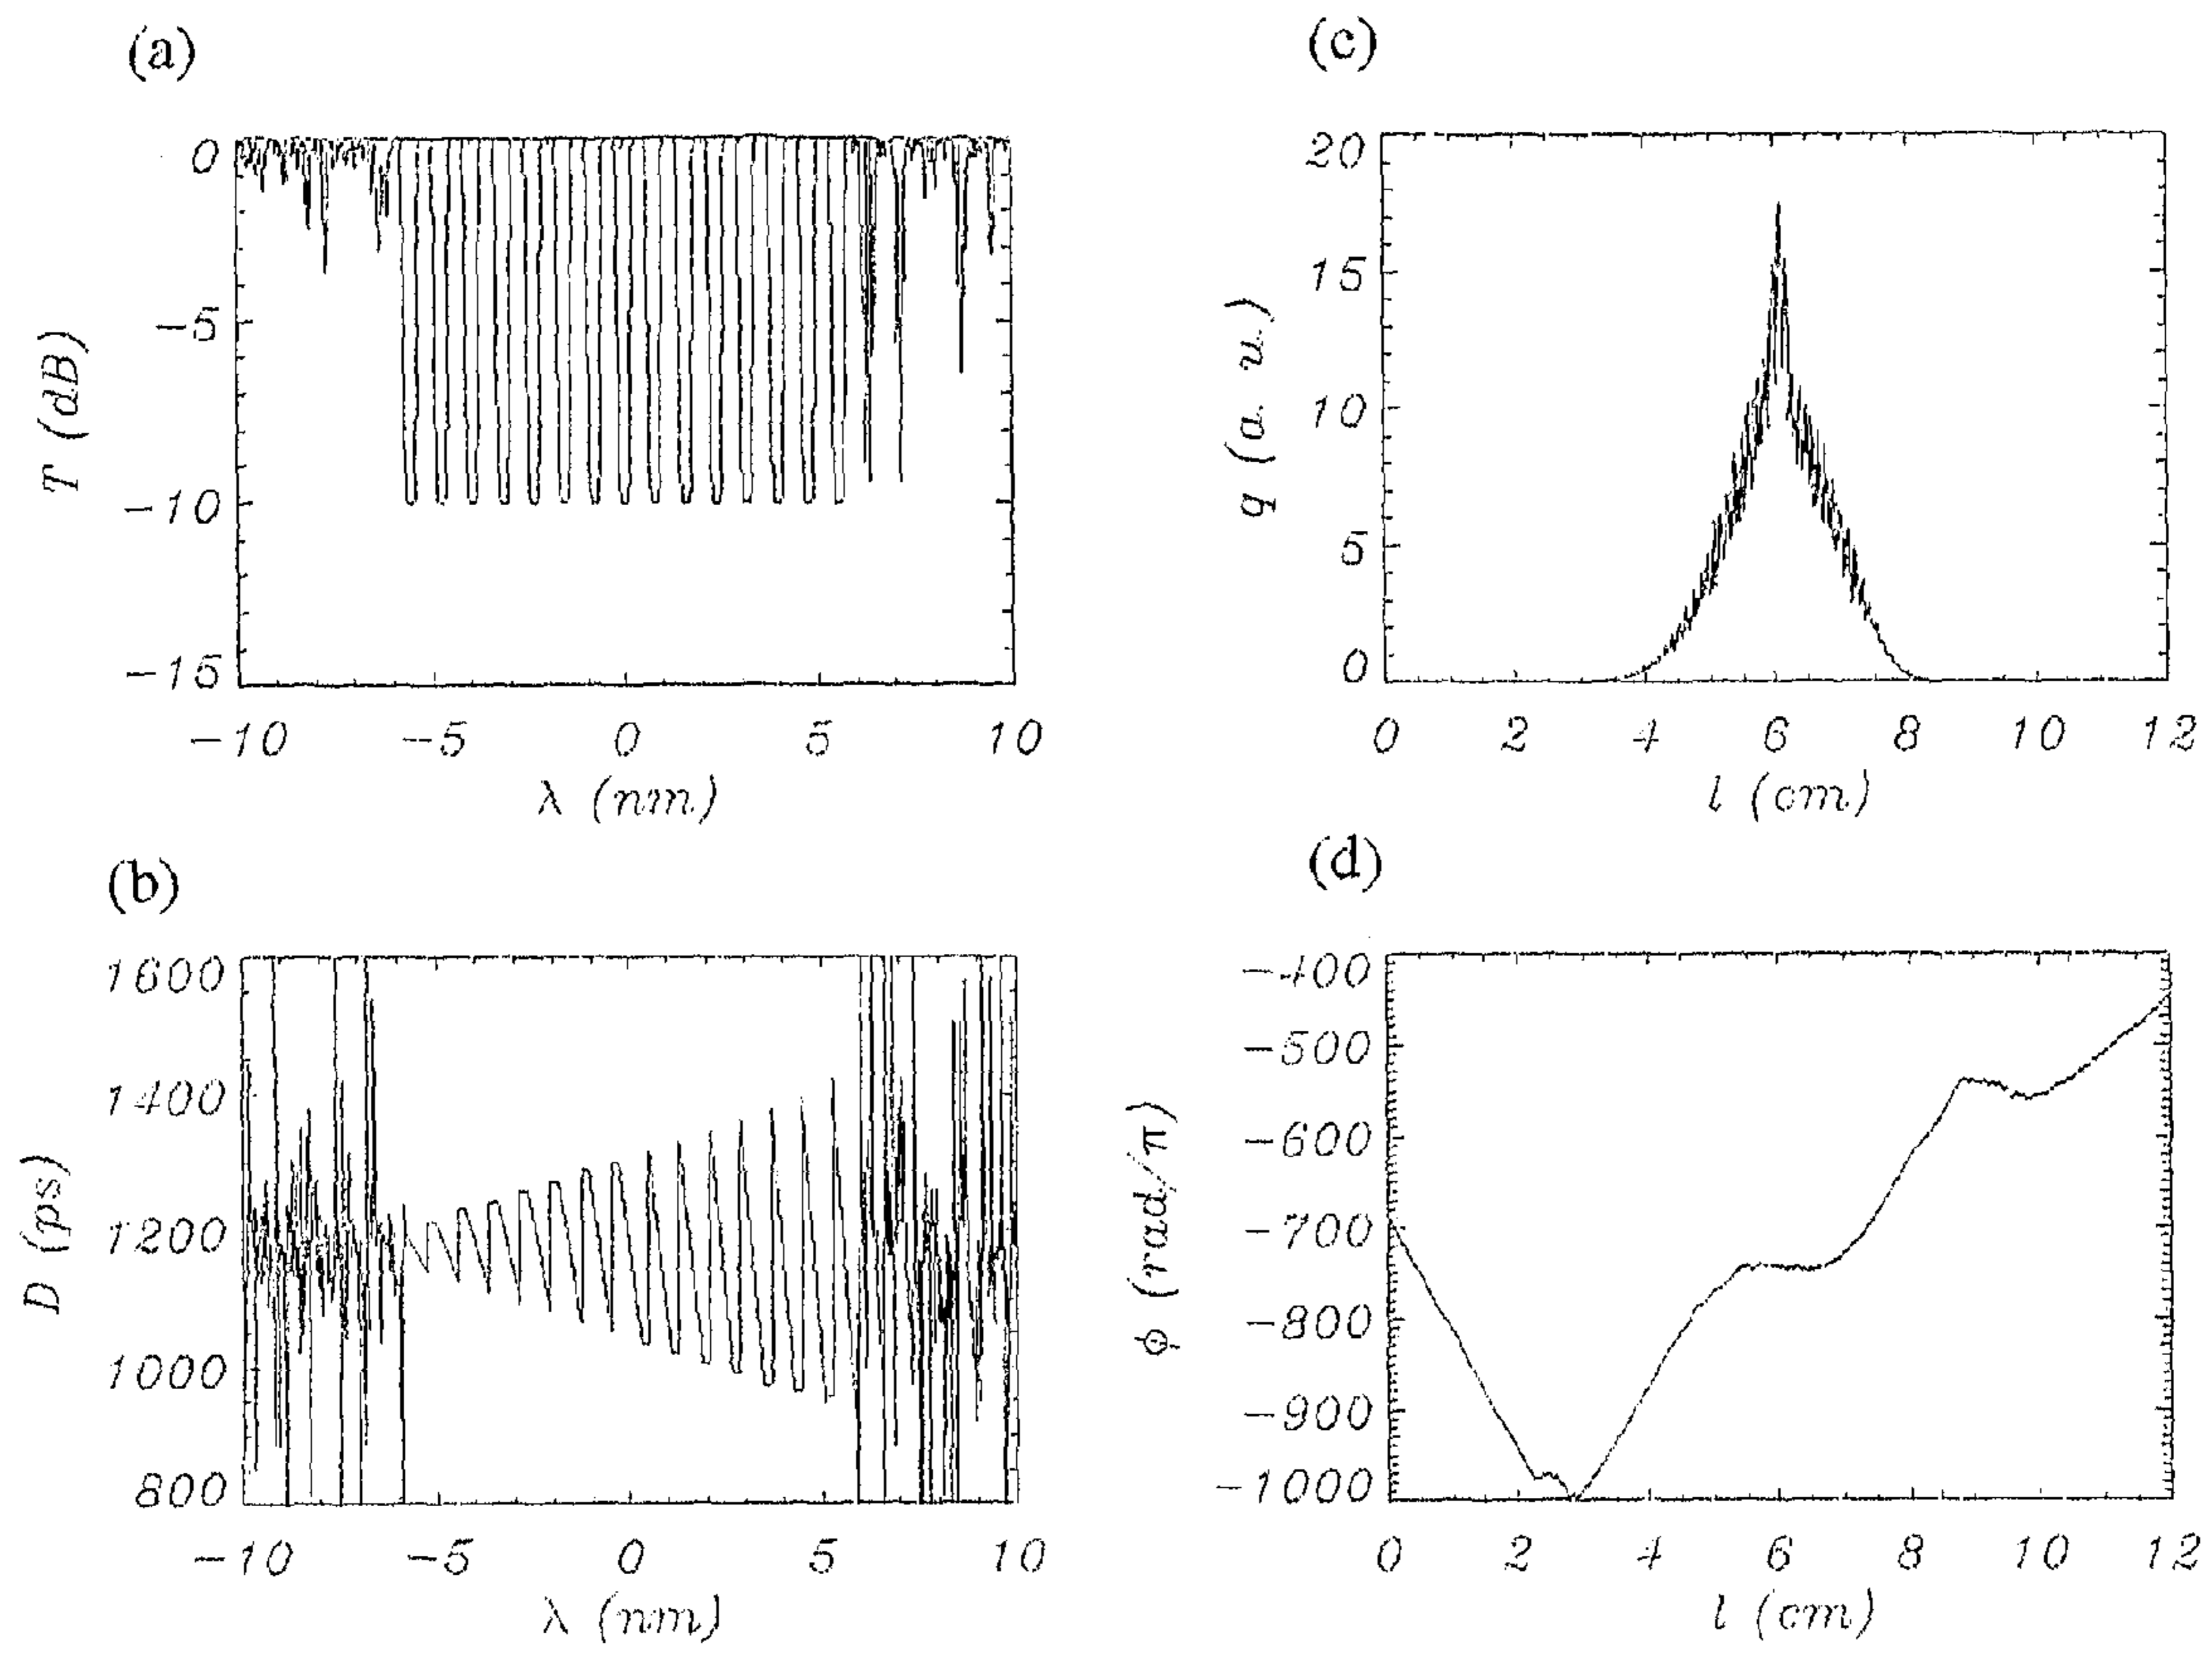 (a)
0
−5
−10
−15
T (dB)
−10 −5 0 5 10
λ (nm)
(b)
1600
1400
1200
1000
800
D (ps)
−10 −5 0 5 10
λ (nm)
(c)
20
15
10
5
0
q (a. u.)
0 2 4 6 8 10 12
l (cm)
(d)
−400
−500
−600
−700
−800
−900
−1000
ϕ (rad/π)
0 2 4 6 8 10 12
l (cm)